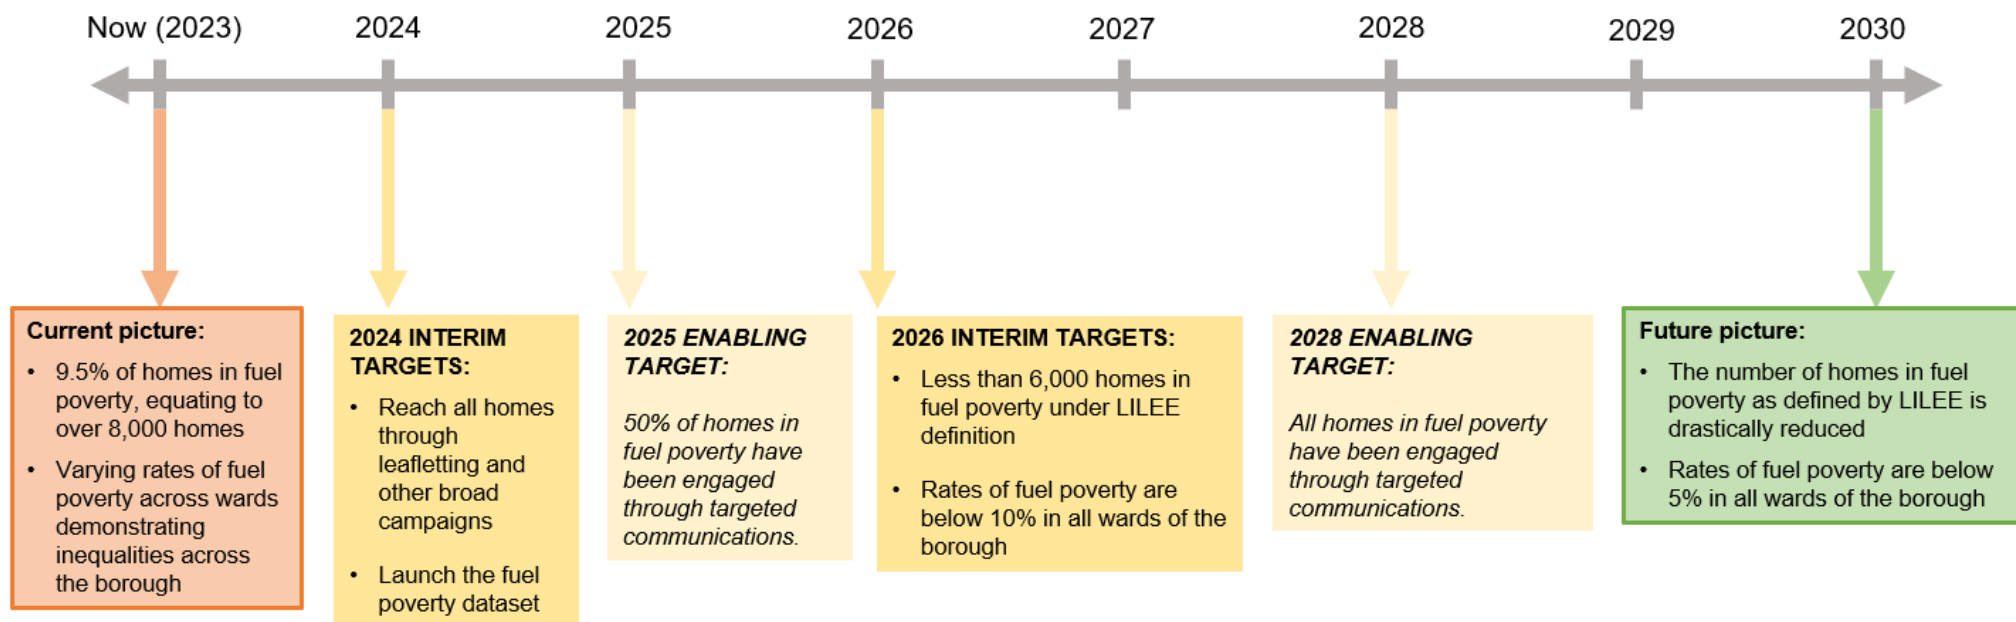 Now (2023)
2024
2025
2026
2027
2028
2029
2030
Current picture:
• 9.5% of homes in fuel
poverty, equating to
over 8,000 homes
• Varying rates of fuel
poverty across wards
demonstrating
inequalities across
the borough
2024 INTERIM
TARGETS:
• Reach all homes
through
leafletting and
other broad
campaigns
• Launch the fuel
poverty dataset
2025 ENABLING
TARGET:
50% of homes in
fuel poverty have
been engaged
through targeted
communications.
2026 INTERIM TARGETS:
• Less than 6,000 homes in
fuel poverty under LILEE
definition
• Rates of fuel poverty are
below 10% in all wards of the
borough
2028 ENABLING
TARGET:
All homes in fuel poverty
have been engaged
through targeted
communications.
Future picture:
• The number of homes in fuel
poverty as defined by LILEE is
drastically reduced
• Rates of fuel poverty are below
5% in all wards of the borough